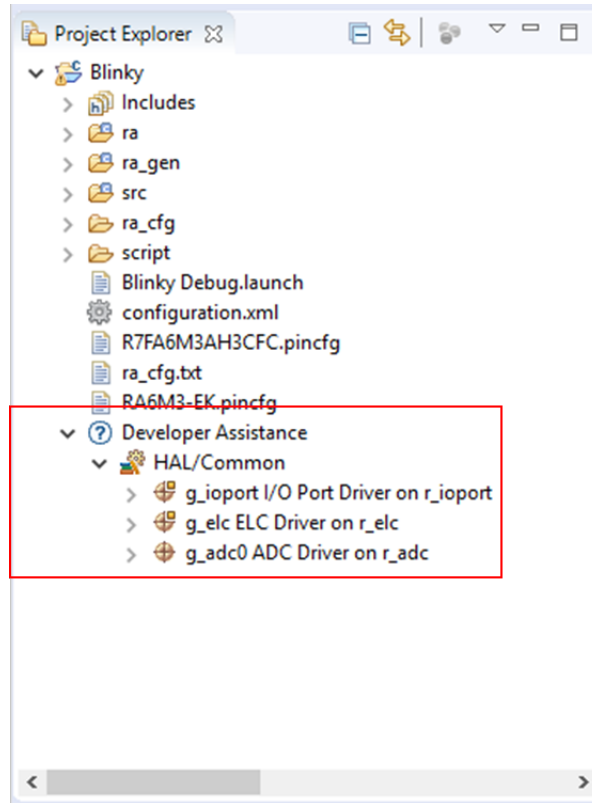 Project Explorer
Blinky
Includes
ra
ra_gen
src
ra_cfg
script
Blinky Debug.launch
configuration.xml
R7FA6M3AH3CFC.pincfg
ra_cfg.txt
RA6M3-EK.pincfg
Developer Assistance
HAL/Common
g_ioport I/O Port Driver on r_ioport
g_elc ELC Driver on r_elc
g_adc0 ADC Driver on r_adc